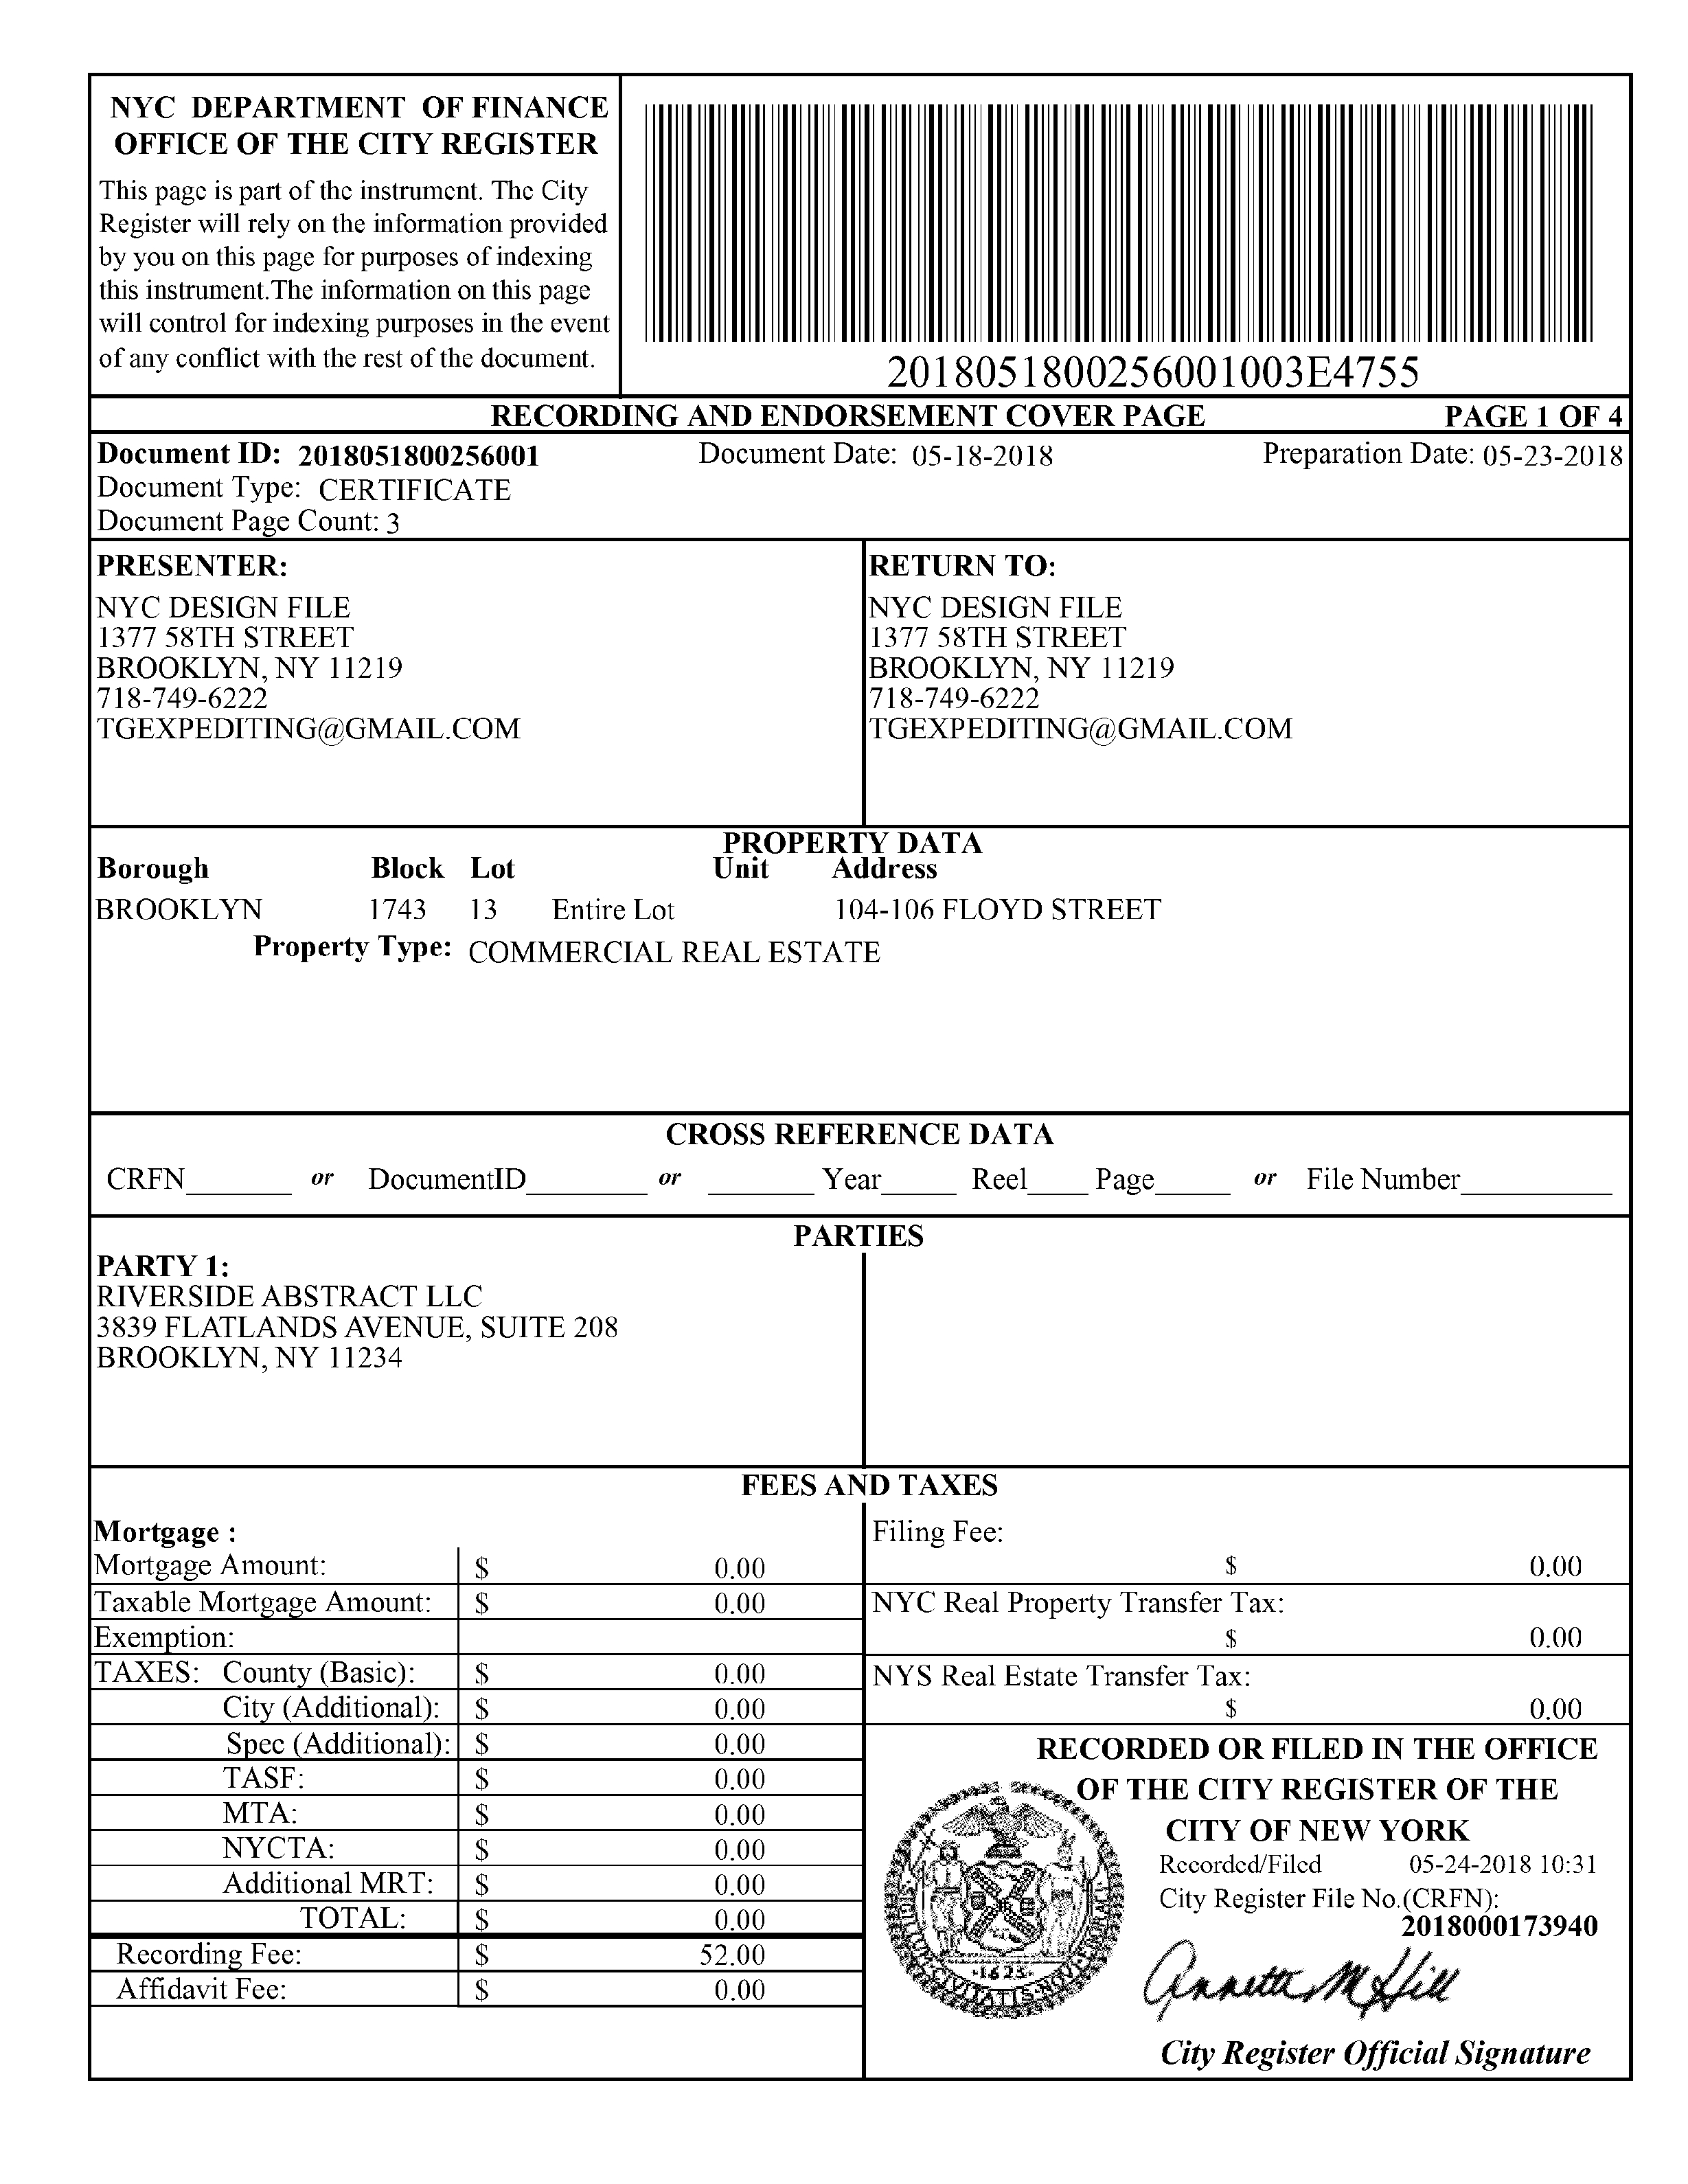 NYC DEPARTMENT OF FINANCE
OFFICE OF THE CITY REGISTER
This page is part of the instrument. The City
Register will rely on the information provided
by you on this page for purposes of indexing
this instrument.The information on this page
will control for indexing purposes in the event
of any conflict with the rest of the document.
2018051800256001003E4755
RECORDING AND ENDORSEMENT COVER PAGE PAGE 1 OF 4
Document ID: 2018051800256001 Document Date: 05-18-2018 Preparation Date: 05-23-2018
Document Type: CERTIFICATE
Document Page Count: 3
PRESENTER:
NYC DESIGN FILE
1377 58TH STREET
BROOKLYN, NY 11219
718-749-6222
TGEXPEDITING@GMAIL.COM
RETURN TO:
NYC DESIGN FILE
1377 58TH STREET
BROOKLYN, NY 11219
718-749-6222
TGEXPEDITING@GMAIL.COM
PROPERTY DATA
Borough Block Lot Unit Address
BROOKLYN 1743 13 Entire Lot 104-106 FLOYD STREET
Property Type: COMMERCIAL REAL ESTATE
CROSS REFERENCE DATA
CRFN_______ or DocumentID________ or _______ Year_____ Reel____ Page_____ or File Number__________
PARTIES
PARTY 1:
RIVERSIDE ABSTRACT LLC
3839 FLATLANDS AVENUE, SUITE 208
BROOKLYN, NY 11234
FEES AND TAXES
Mortgage :
Mortgage Amount: $ 0.00
Taxable Mortgage Amount: $ 0.00
Exemption:
TAXES: County (Basic): $ 0.00
City (Additional): $ 0.00
Spec (Additional): $ 0.00
TASF: $ 0.00
MTA: $ 0.00
NYCTA: $ 0.00
Additional MRT: $ 0.00
TOTAL: $ 0.00
Recording Fee: $ 52.00
Affidavit Fee: $ 0.00
Filing Fee:
$ 0.00
NYC Real Property Transfer Tax:
$ 0.00
NYS Real Estate Transfer Tax:
$ 0.00
RECORDED OR FILED IN THE OFFICE
OF THE CITY REGISTER OF THE
CITY OF NEW YORK
Recorded/Filed 05-24-2018 10:31
City Register File No.(CRFN):
2018000173940
·1625·
Annette M Hill
City Register Official Signature